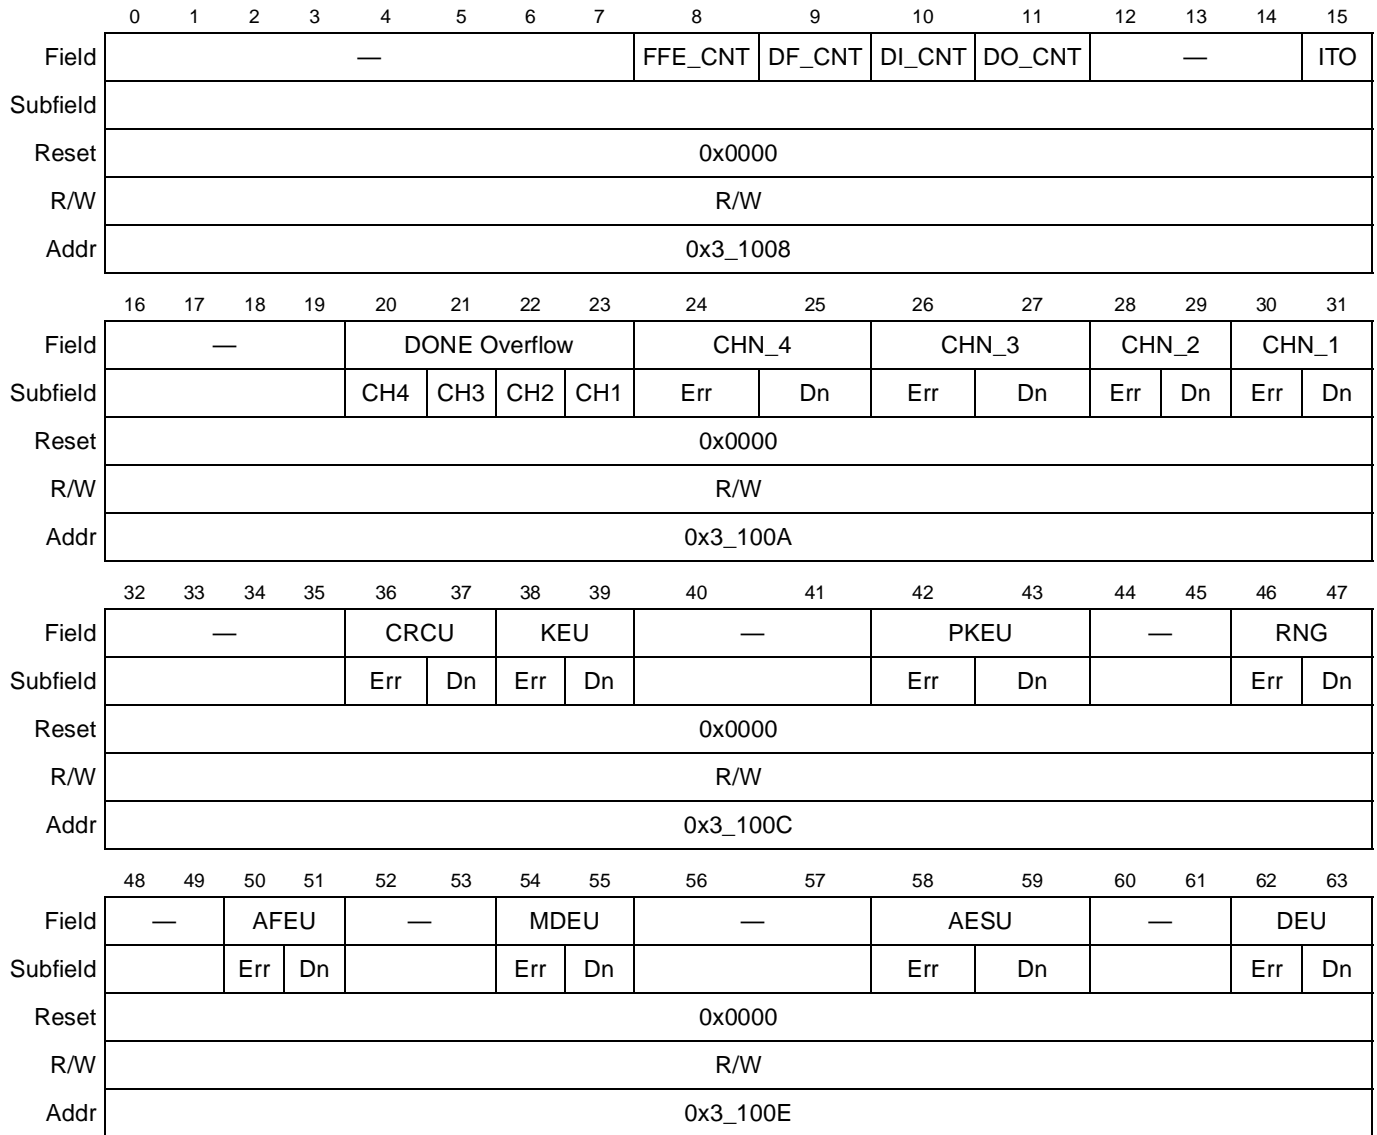 0 1 2 3 4 5 6 7 8 9 10 11 12 13 14 15
Field — FFE_CNT DF_CNT DI_CNT DO_CNT — ITO
Subfield
Reset 0x0000
R/W R/W
Addr 0x3_1008
16 17 18 19 20 21 22 23 24 25 26 27 28 29 30 31
Field — DONE Overflow CHN_4 CHN_3 CHN_2 CHN_1
Subfield CH4 CH3 CH2 CH1 Err Dn Err Dn Err Dn Err Dn
Reset 0x0000
R/W R/W
Addr 0x3_100A
32 33 34 35 36 37 38 39 40 41 42 43 44 45 46 47
Field — CRCU KEU — PKEU — RNG
Subfield Err Dn Err Dn Err Dn Err Dn
Reset 0x0000
R/W R/W
Addr 0x3_100C
48 49 50 51 52 53 54 55 56 57 58 59 60 61 62 63
Field — AFEU — MDEU — AESU — DEU
Subfield Err Dn Err Dn Err Dn Err Dn
Reset 0x0000
R/W R/W
Addr 0x3_100E